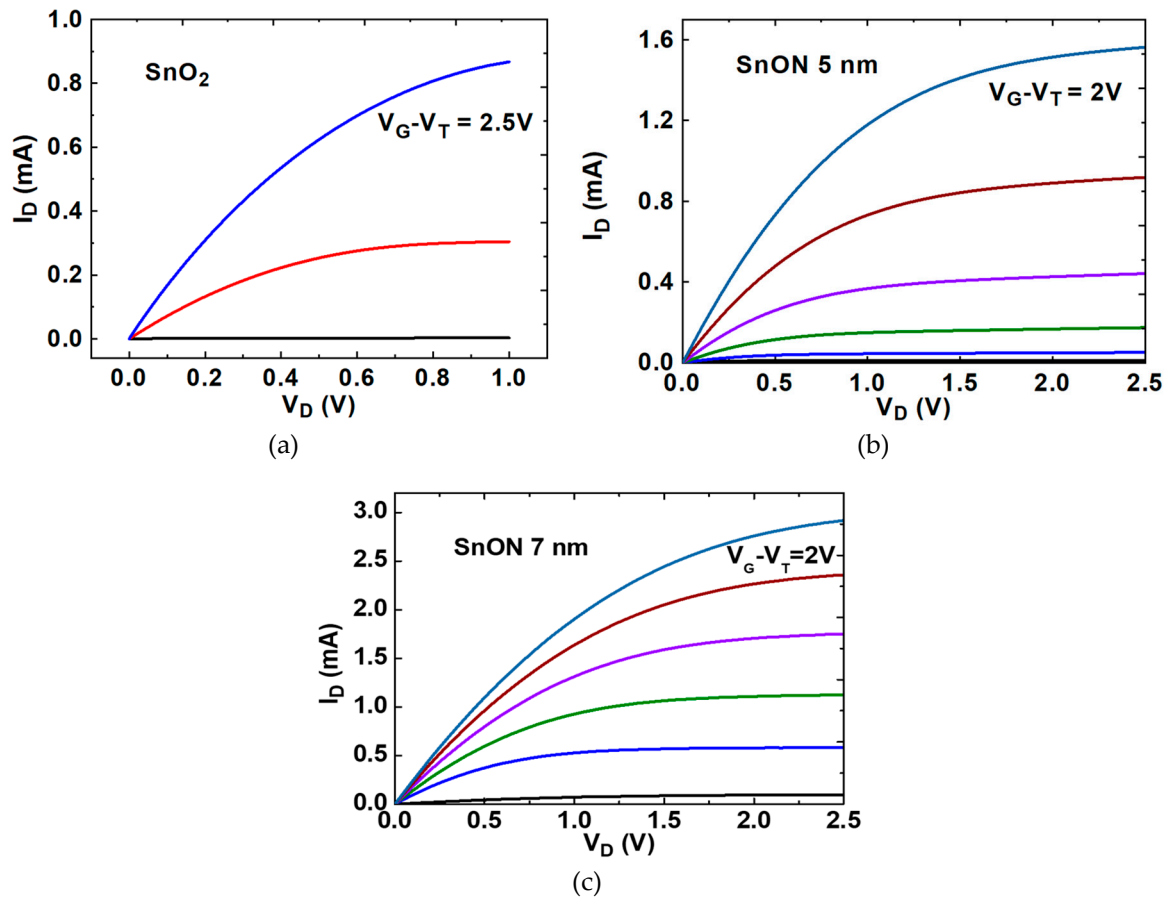 SnO2
VG-VT = 2.5V
ID (mA)
1.0
0.8
0.6
0.4
0.2
0.0
0.0 0.2 0.4 0.6 0.8 1.0
VD (V)
(a)
SnON 5 nm
VG-VT = 2V
ID (mA)
1.6
1.2
0.8
0.4
0.0
0.0 0.5 1.0 1.5 2.0 2.5
VD (V)
(b)
SnON 7 nm
VG-VT=2V
ID (mA)
3.0
2.5
2.0
1.5
1.0
0.5
0.0
0.0 0.5 1.0 1.5 2.0 2.5
VD (V)
(c)